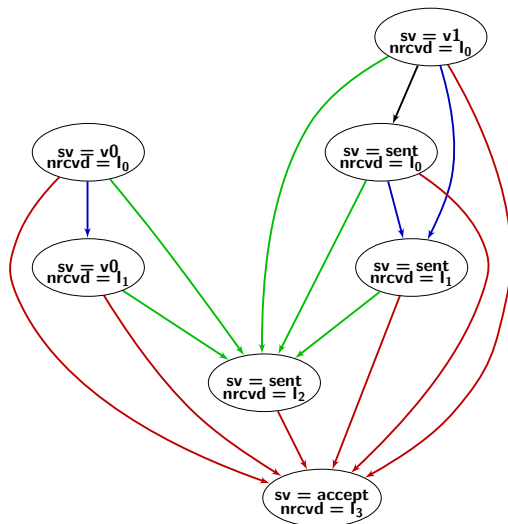 sv = v1
nrcvd = I₀
sv = v0
nrcvd = I₀
sv = sent
nrcvd = I₀
sv = v0
nrcvd = I₁
sv = sent
nrcvd = I₁
sv = sent
nrcvd = I₂
sv = accept
nrcvd = I₃